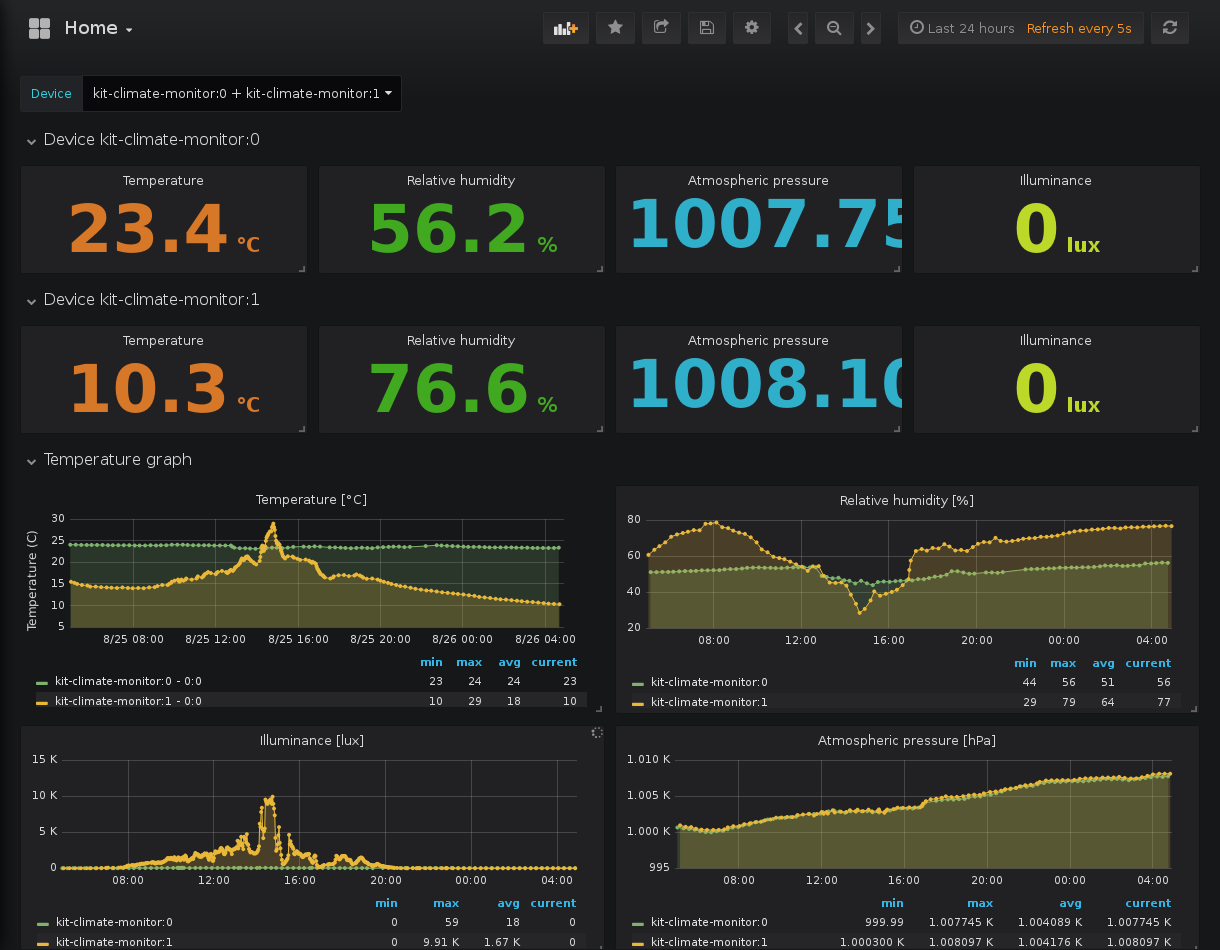 Home
Last 24 hours Refresh every 5s
Device kit-climate-monitor:0 + kit-climate-monitor:1
Device kit-climate-monitor:0
Temperature Relative humidity Atmospheric pressure Illuminance
23.4 °C 56.2 % 1007.75 0 lux
Device kit-climate-monitor:1
Temperature Relative humidity Atmospheric pressure Illuminance
10.3 °C 76.6 % 1008.10 0 lux
Temperature graph
Temperature [°C]
Temperature (C)
30
25
20
15
10
5
8/25 08:00 8/25 12:00 8/25 16:00 8/25 20:00 8/26 00:00 8/26 04:00
min max avg current
kit-climate-monitor:0 - 0:0 23 24 24 23
kit-climate-monitor:1 - 0:0 10 29 18 10
Relative humidity [%]
80
60
40
20
08:00 12:00 16:00 20:00 00:00 04:00
min max avg current
kit-climate-monitor:0 44 56 51 56
kit-climate-monitor:1 29 79 64 77
Illuminance [lux]
15 K
10 K
5 K
0
08:00 12:00 16:00 20:00 00:00 04:00
min max avg current
kit-climate-monitor:0 0 59 18 0
kit-climate-monitor:1 0 9.91 K 1.67 K 0
Atmospheric pressure [hPa]
1.010 K
1.005 K
1.000 K
995
08:00 12:00 16:00 20:00 00:00 04:00
min max avg current
kit-climate-monitor:0 999.99 1.007745 K 1.004089 K 1.007745 K
kit-climate-monitor:1 1.000300 K 1.008097 K 1.004176 K 1.008097 K